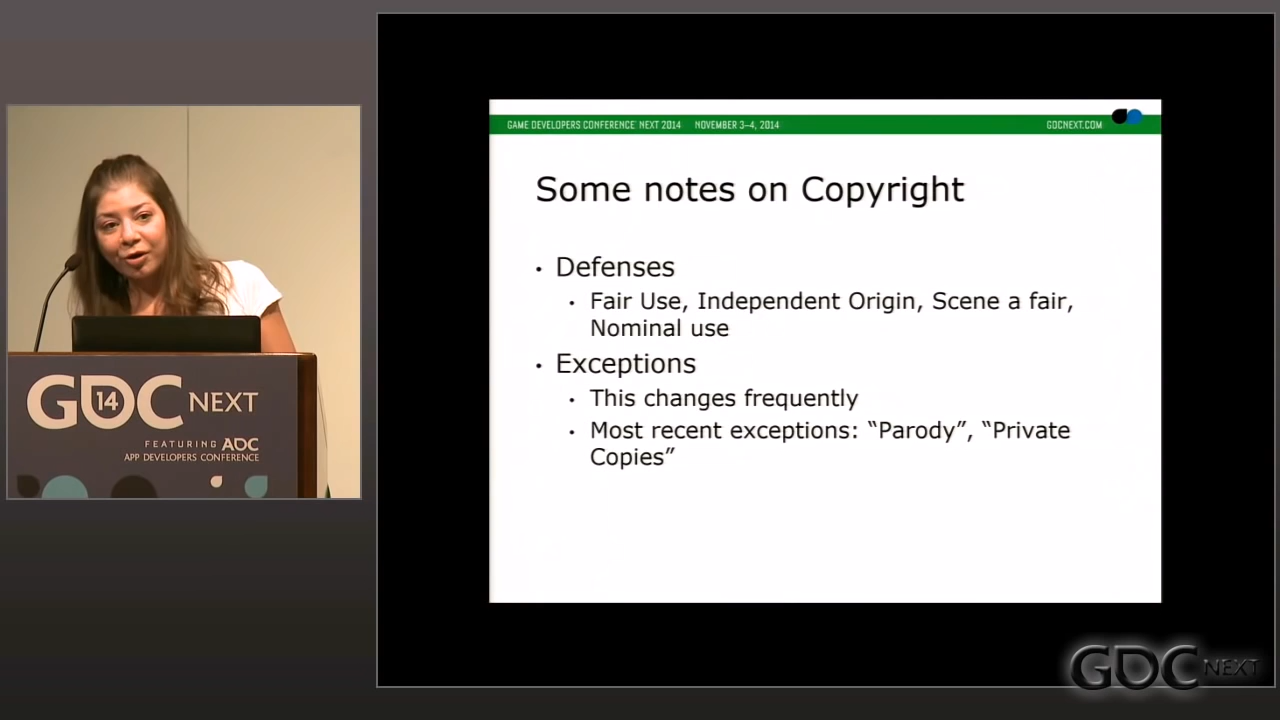 GAME DEVELOPERS CONFERENCE NEXT 2014 NOVEMBER 3–4, 2014 GDCNEXT.COM
Some notes on Copyright
• Defenses
• Fair Use, Independent Origin, Scene a fair,
Nominal use
• Exceptions
• This changes frequently
• Most recent exceptions: “Parody”, “Private
Copies”
GDC 14 NEXT
FEATURING ADC
APP DEVELOPERS CONFERENCE
GDC NEXT